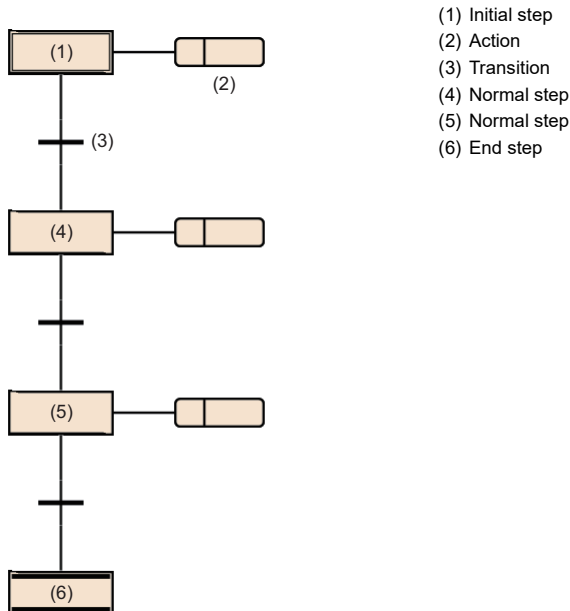 (1)
(2)
(3)
(4)
(5)
(6)
(1) Initial step
(2) Action
(3) Transition
(4) Normal step
(5) Normal step
(6) End step